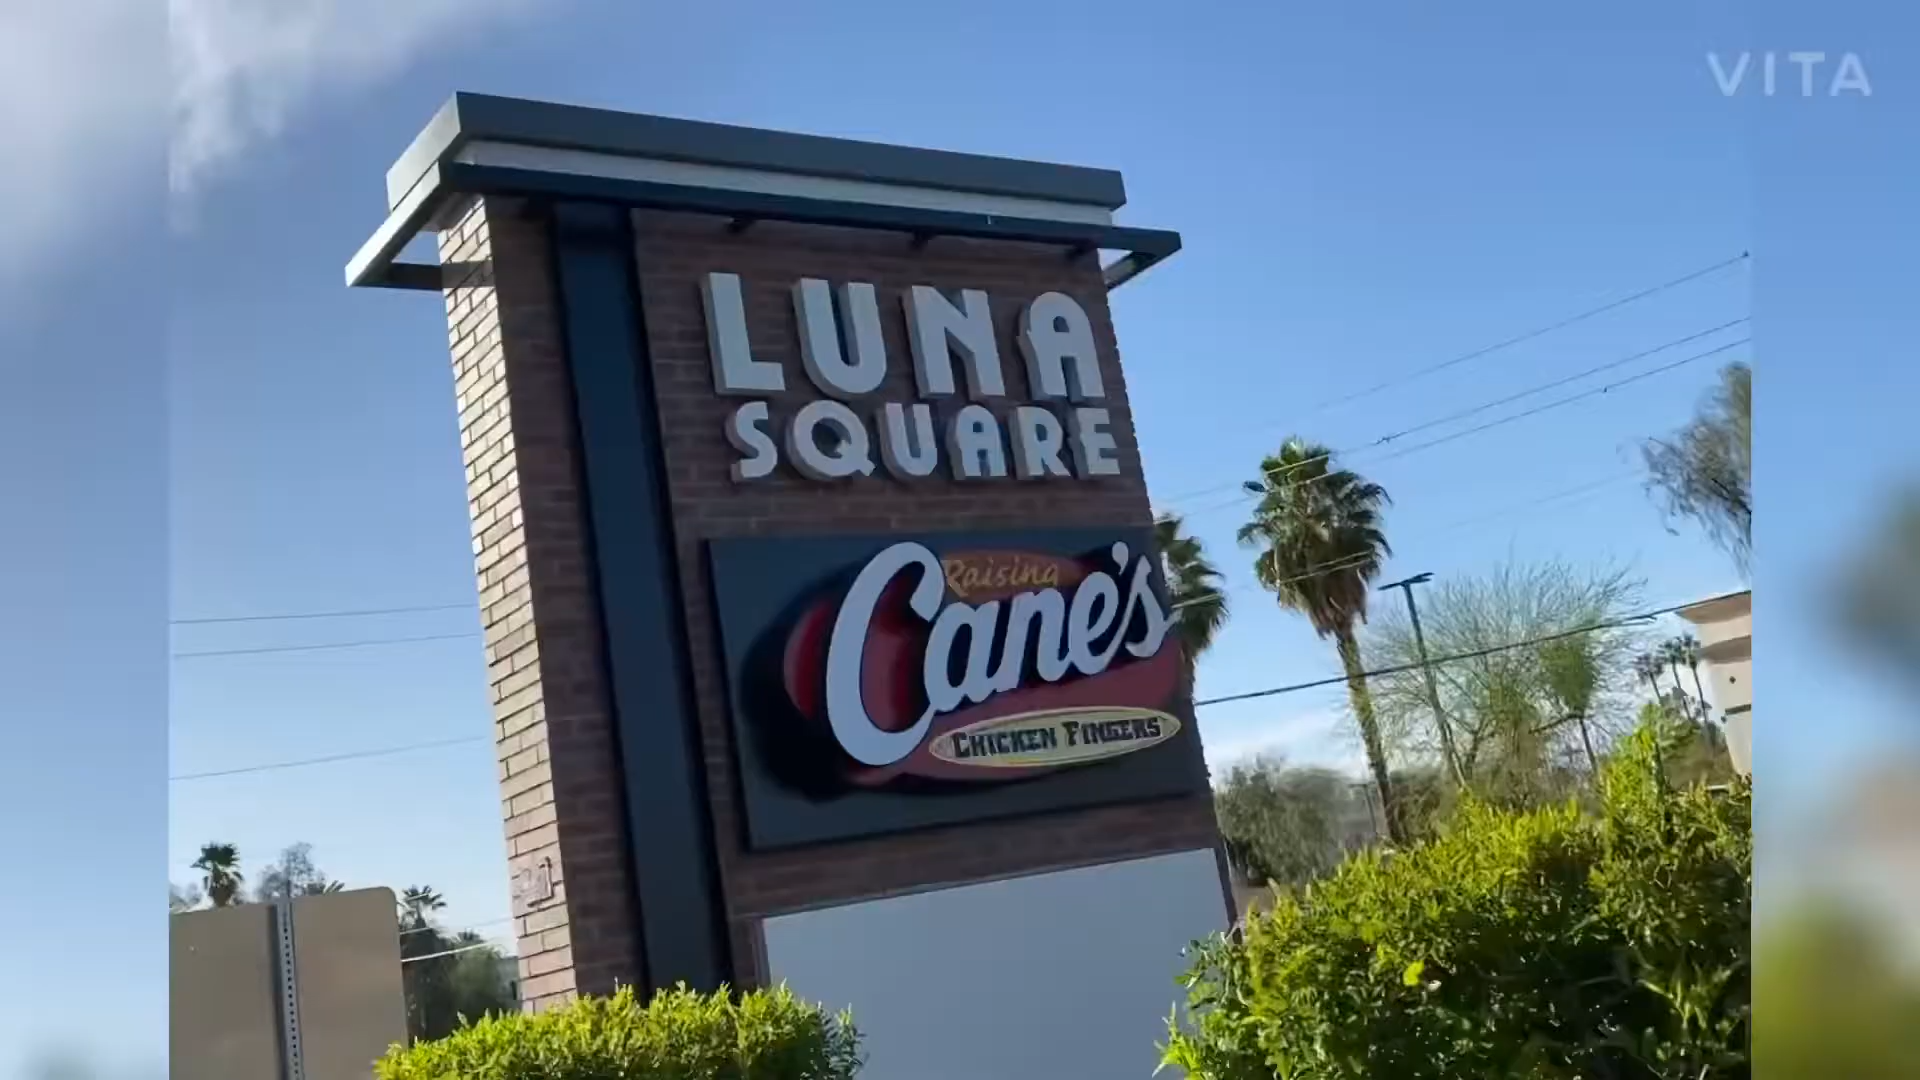 VITA
LUNA
SQUARE
Raising
Cane's
CHICKEN FINGERS